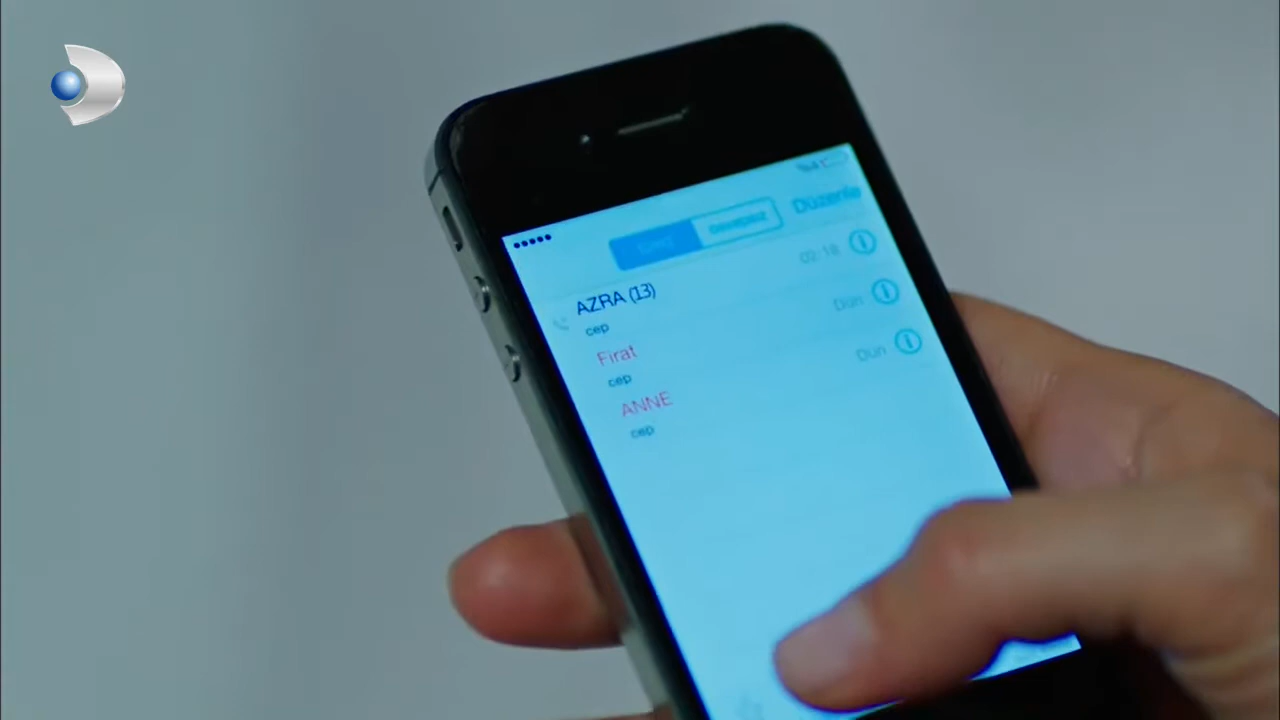 Düzenle
AZRA (13)
02:18
cep
Fırat
Dün
cep
ANNE
Dün
cep